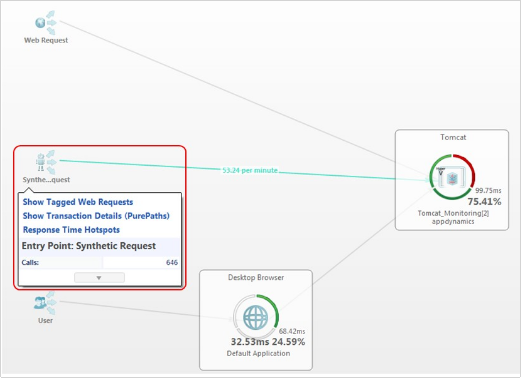 Web Request
Tomcat
53.24 per minute
Synthe...quest
99.75ms
75.41%
Tomcat_Monitoring[2]
appdynamics
Show Tagged Web Requests
Show Transaction Details (PurePaths)
Response Time Hotspots
Entry Point: Synthetic Request
Calls: 646
User
Desktop Browser
68.42ms
32.53ms 24.59%
Default Application